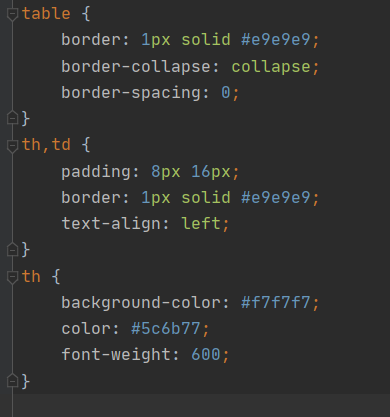 table {
    border: 1px solid #e9e9e9;
    border-collapse: collapse;
    border-spacing: 0;
}
th,td {
    padding: 8px 16px;
    border: 1px solid #e9e9e9;
    text-align: left;
}
th {
    background-color: #f7f7f7;
    color: #5c6b77;
    font-weight: 600;
}